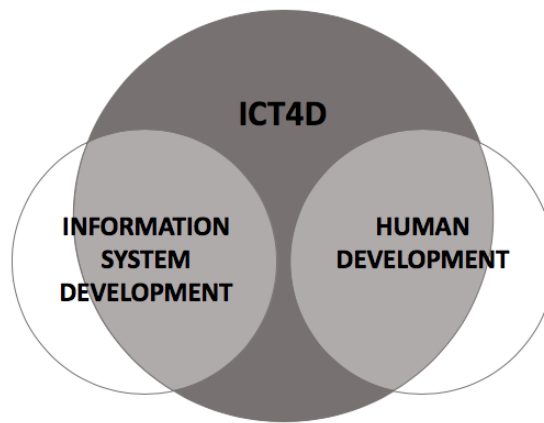 ICT4D
INFORMATION
SYSTEM
DEVELOPMENT
HUMAN
DEVELOPMENT